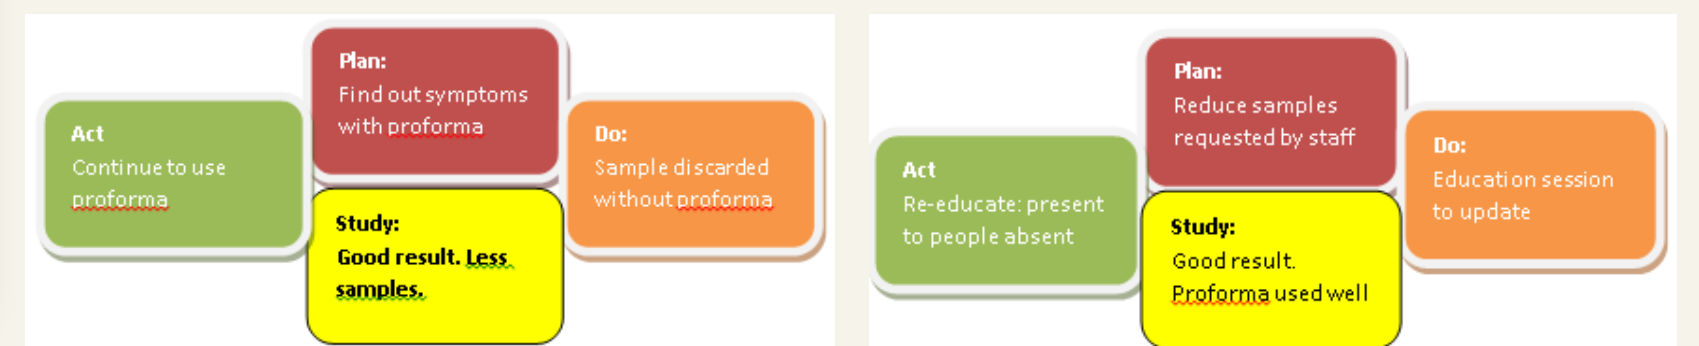 Plan:
Find out symptoms
with proforma
Act
Continue to use
proforma
Do:
Sample discarded
without proforma
Study:
Good result. Less
samples.
Plan:
Reduce samples
requested by staff
Act
Re-educate: present
to people absent
Do:
Education session
to update
Study:
Good result.
Proforma used well